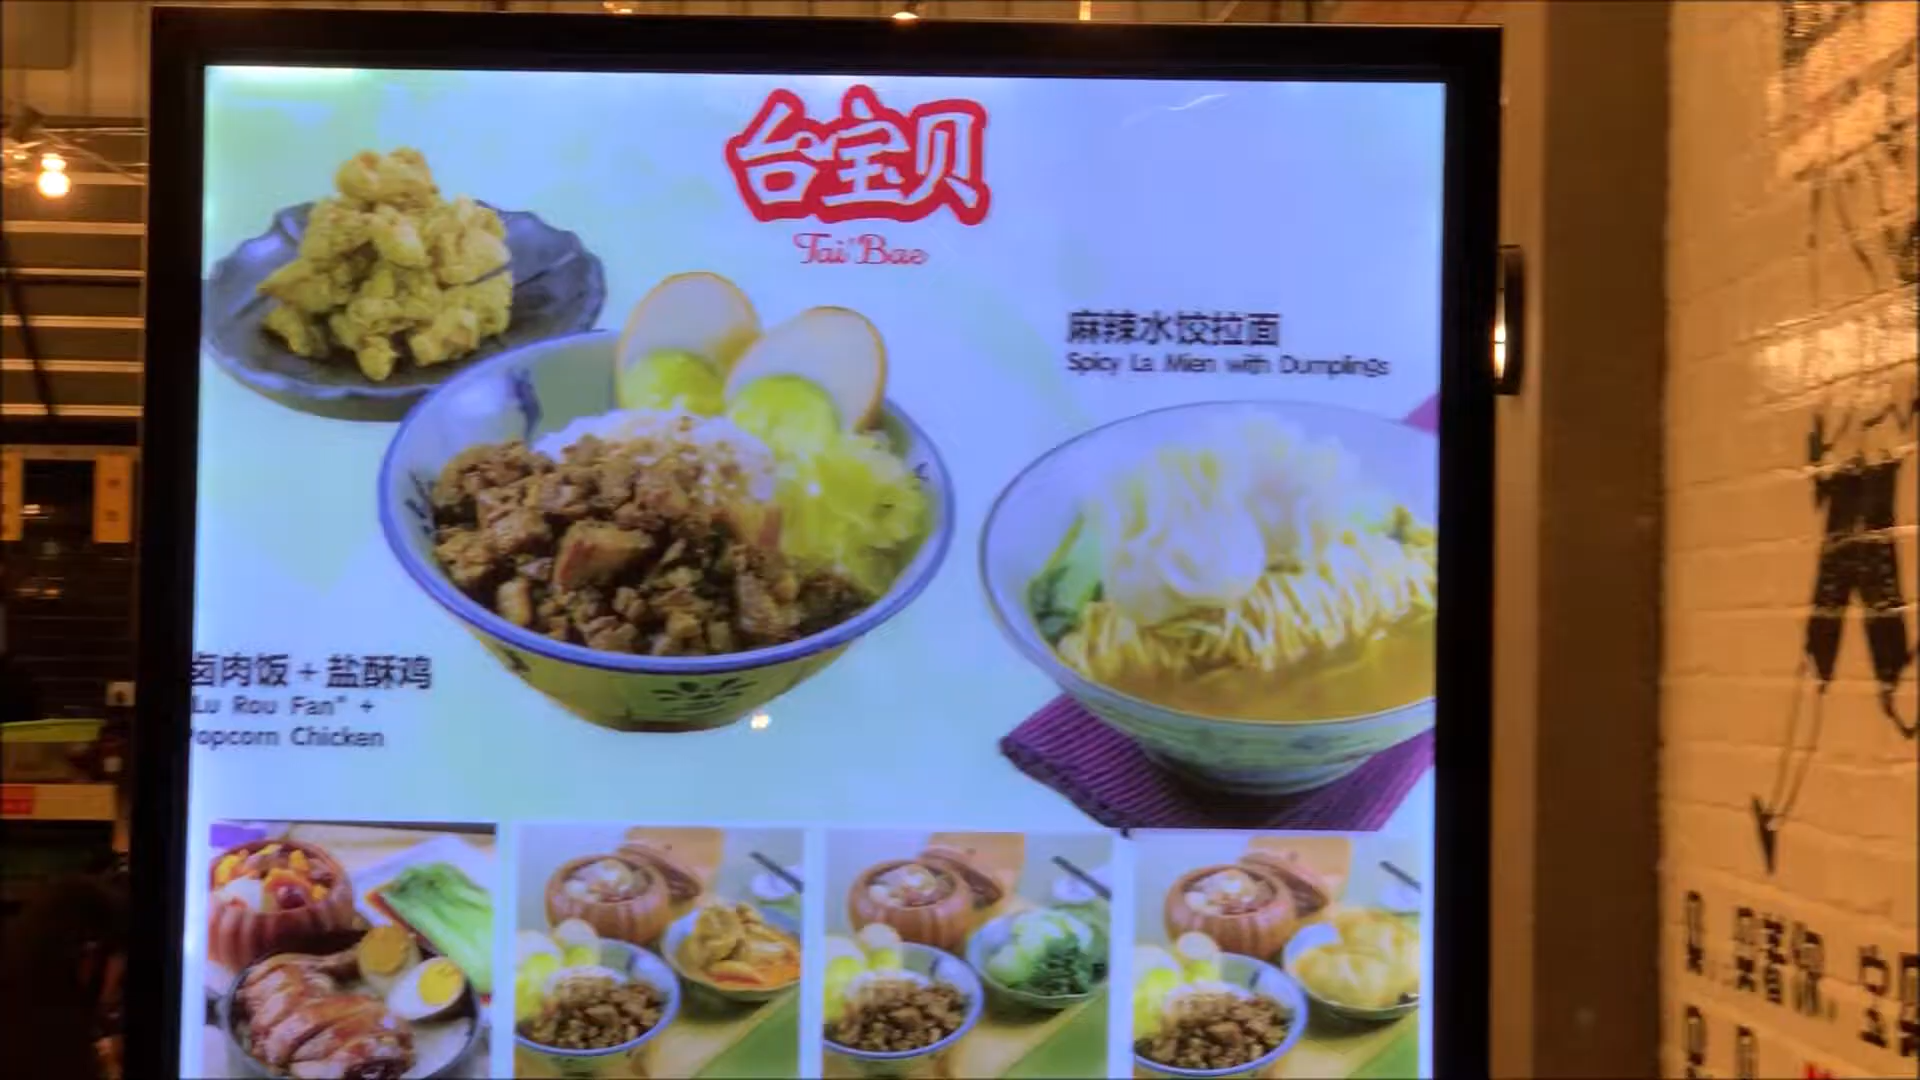 台宝贝
Tai Bao
麻辣水饺拉面
Spicy La Mien with Dumplings
卤肉饭 + 盐酥鸡
Lu Rou Fan" +
Popcorn Chicken